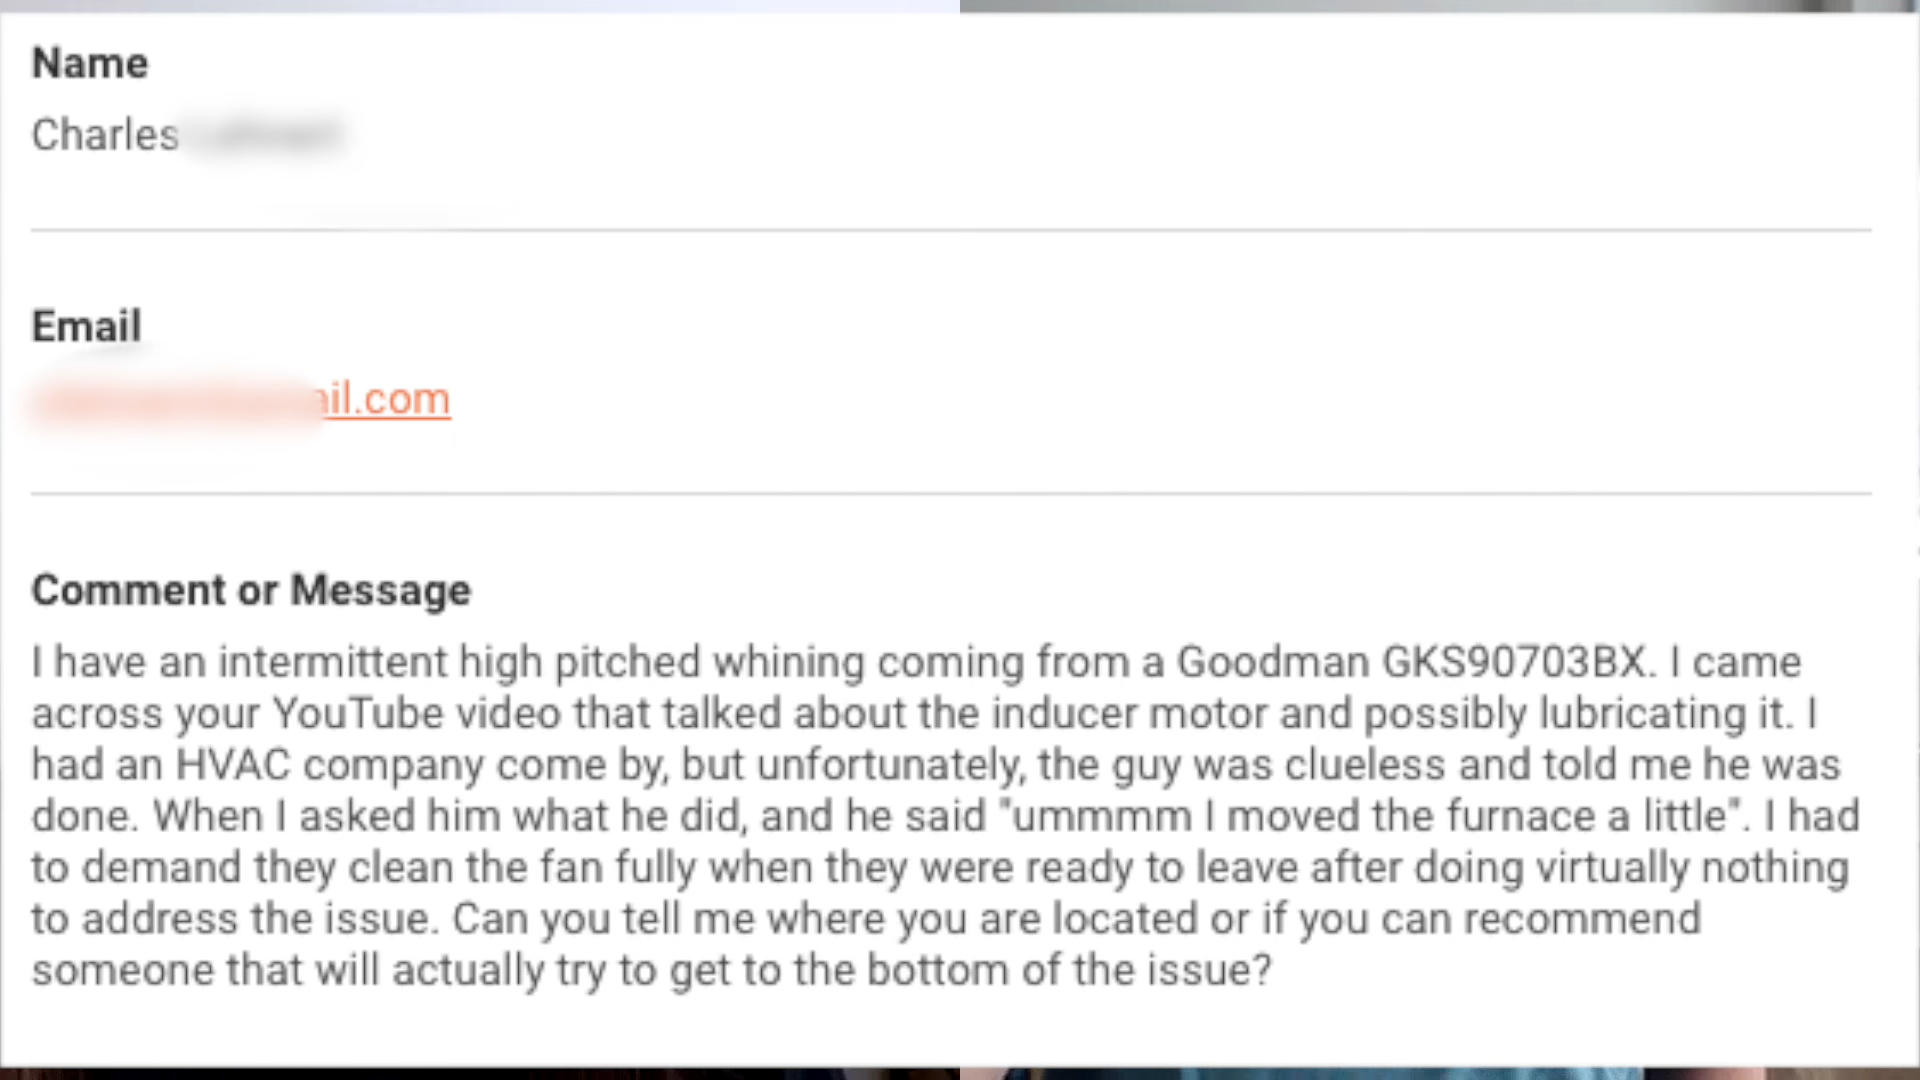 Name
Charles
Email
ail.com
Comment or Message
I have an intermittent high pitched whining coming from a Goodman GKS90703BX. I came
across your YouTube video that talked about the inducer motor and possibly lubricating it. I
had an HVAC company come by, but unfortunately, the guy was clueless and told me he was
done. When I asked him what he did, and he said "ummmm I moved the furnace a little". I had
to demand they clean the fan fully when they were ready to leave after doing virtually nothing
to address the issue. Can you tell me where you are located or if you can recommend
someone that will actually try to get to the bottom of the issue?